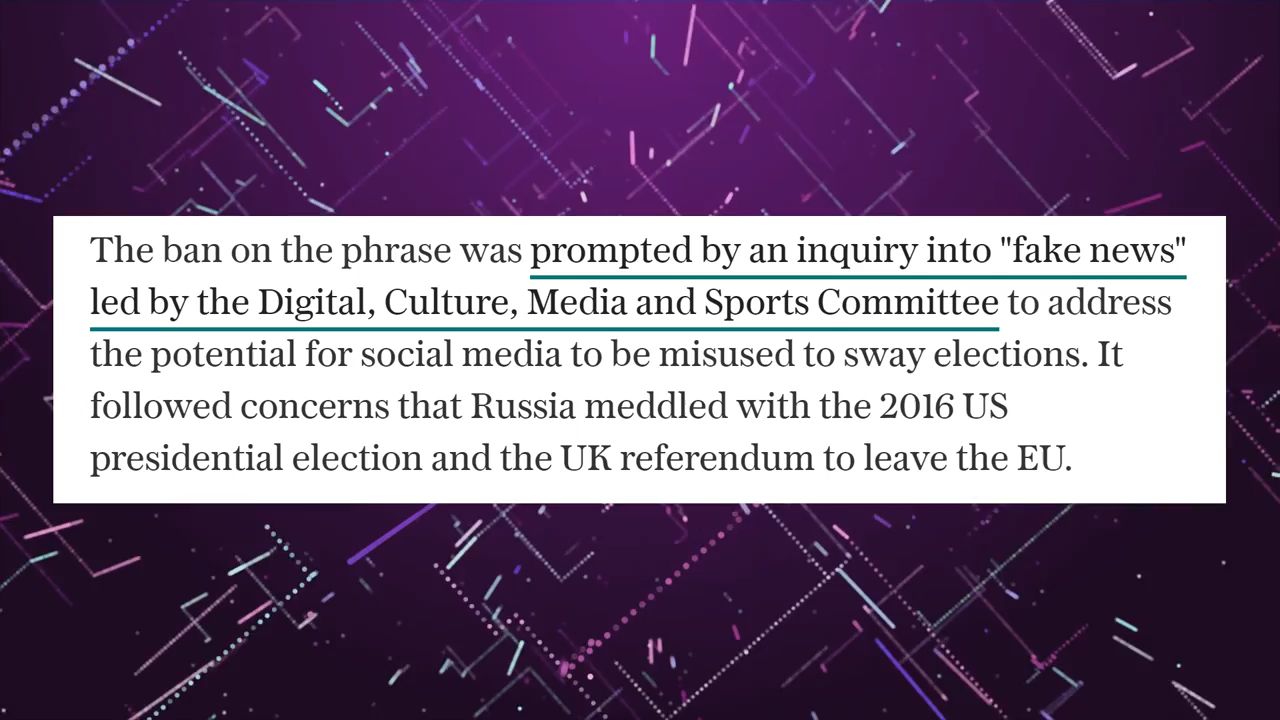 The ban on the phrase was prompted by an inquiry into "fake news"
led by the Digital, Culture, Media and Sports Committee to address
the potential for social media to be misused to sway elections. It
followed concerns that Russia meddled with the 2016 US
presidential election and the UK referendum to leave the EU.